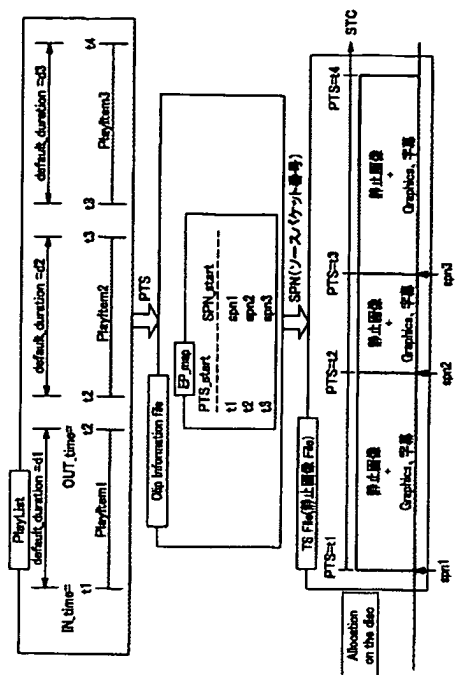 PlayList
default_duration =d1
default_duration =d2
default_duration =d3
IN_time=
OUT_time=
t1
t2
t2
t3
t3
t4
PlayItem1
PlayItem2
PlayItem3
PTS
Clip Information file
EP_map
PTS_start
SPN_start
t1
spn1
t2
spn2
t3
spn3
SPN(ソースパケット番号)
TS File(静止画像 File)
PTS=t1
PTS=t2
PTS=t3
PTS=t4
STC
静止画像
+
Graphics、字幕
静止画像
+
Graphics、字幕
静止画像
+
Graphics、字幕
spn1
spn2
spn3
Allocation
on the disc